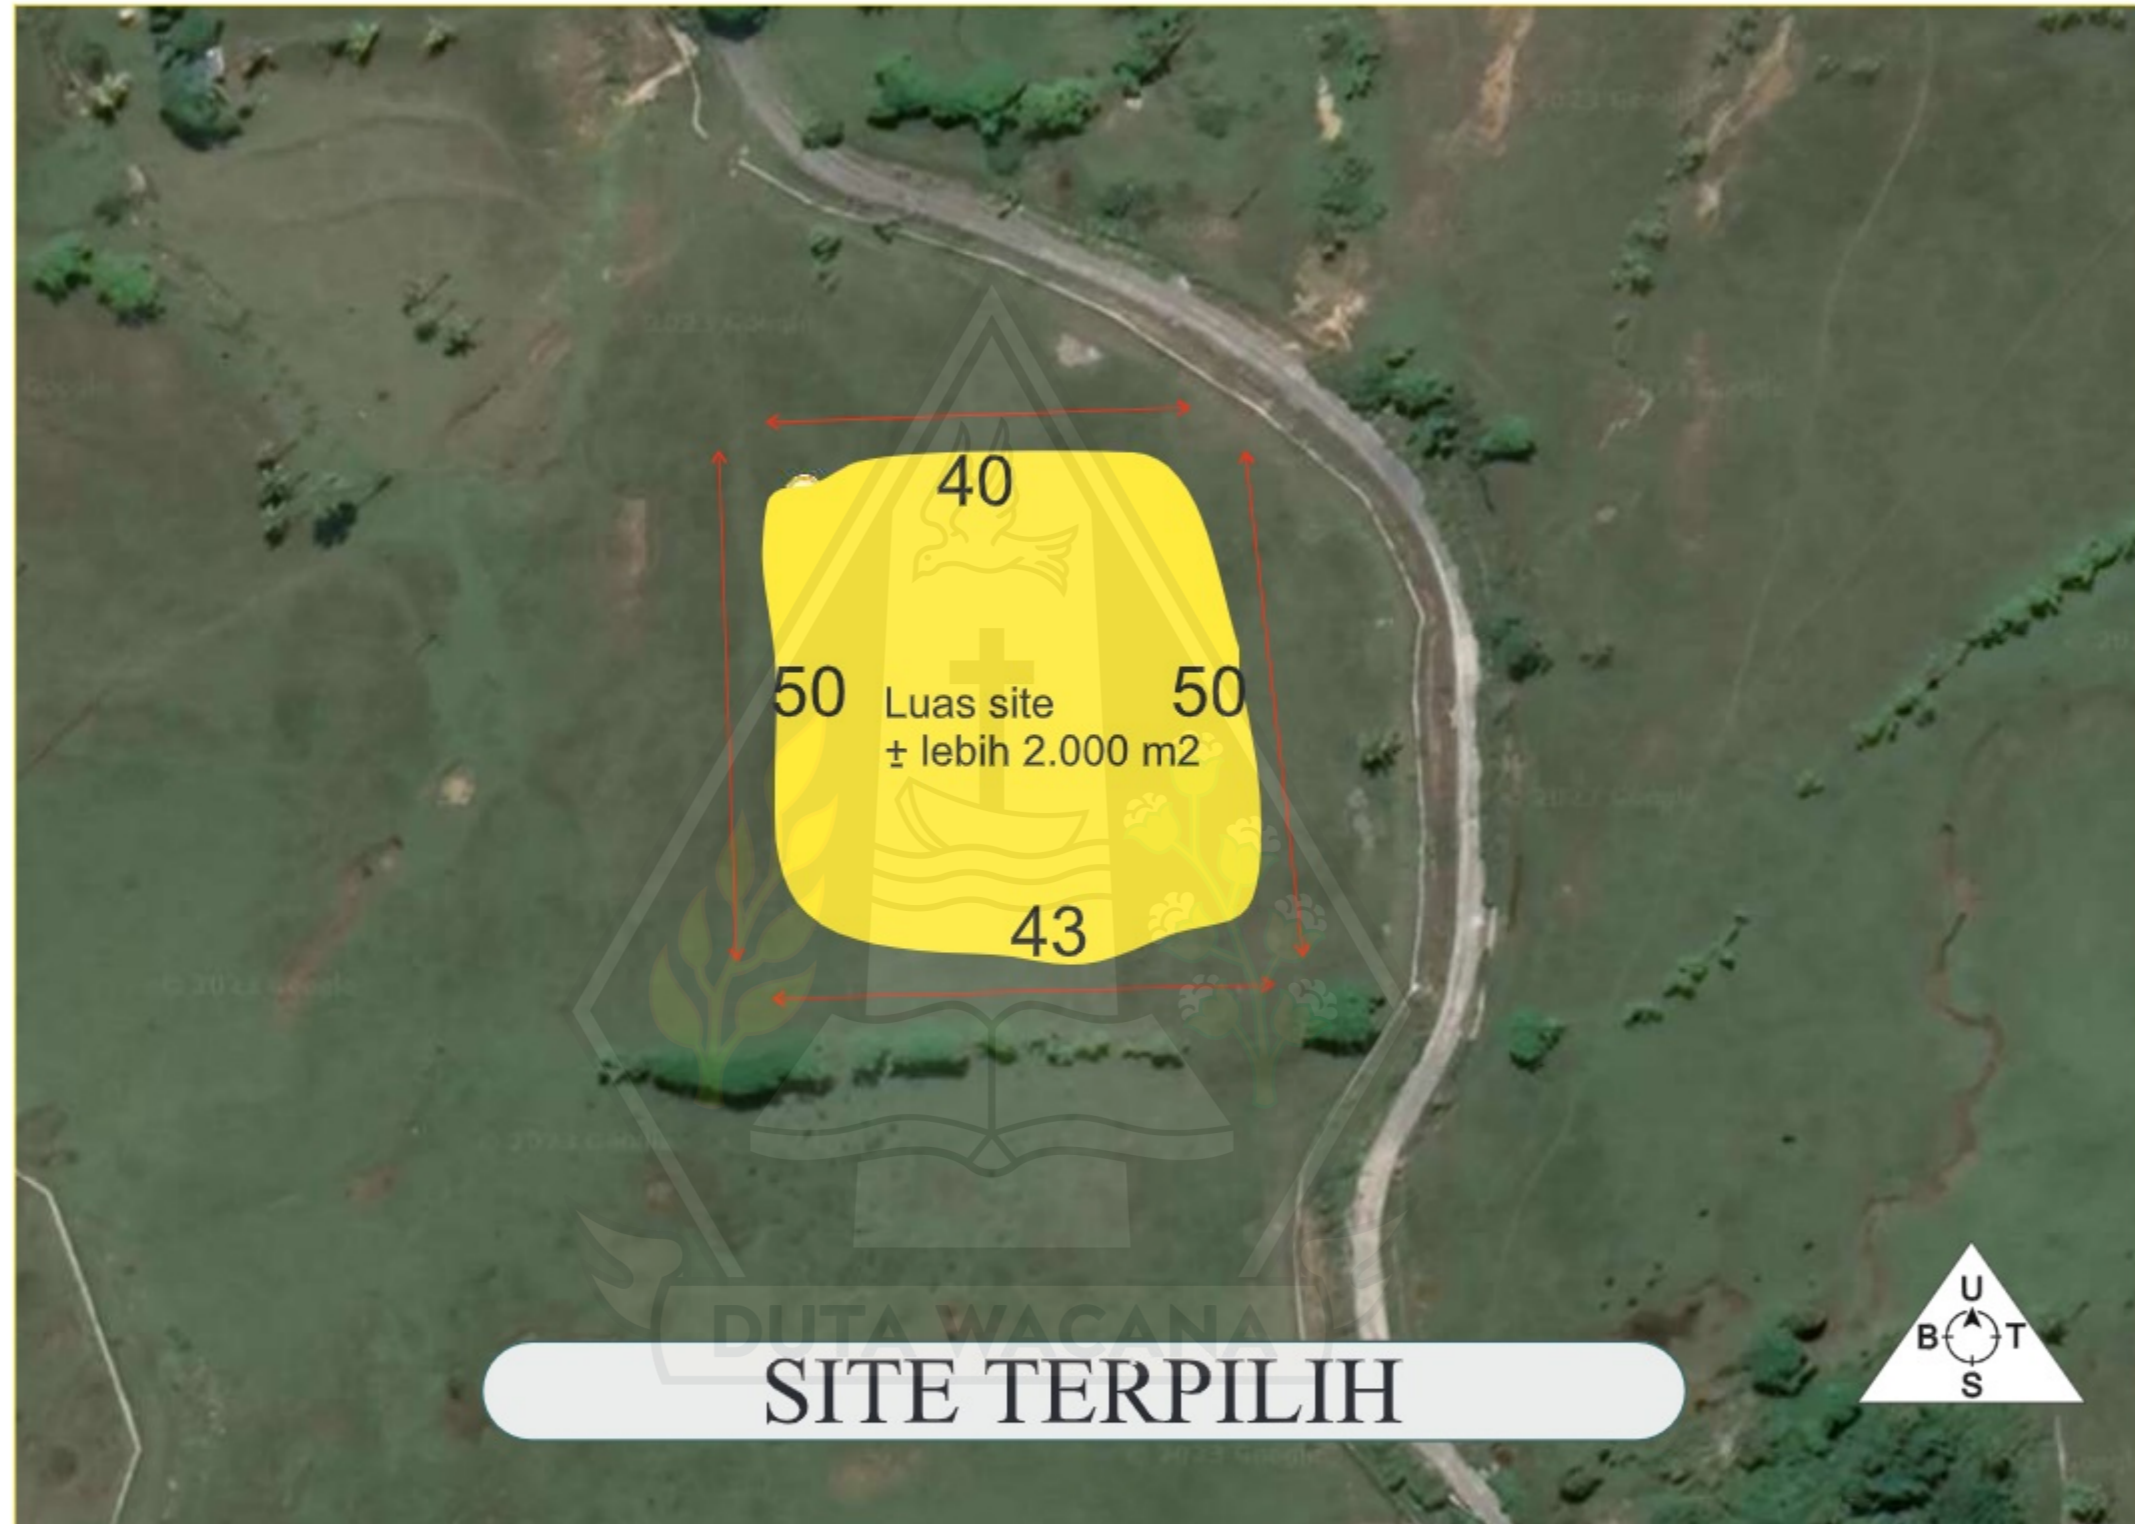 40
50
50
Luas site
± lebih 2.000 m2
43
DUTA WACANA
SITE TERPILIH
U
B T
S